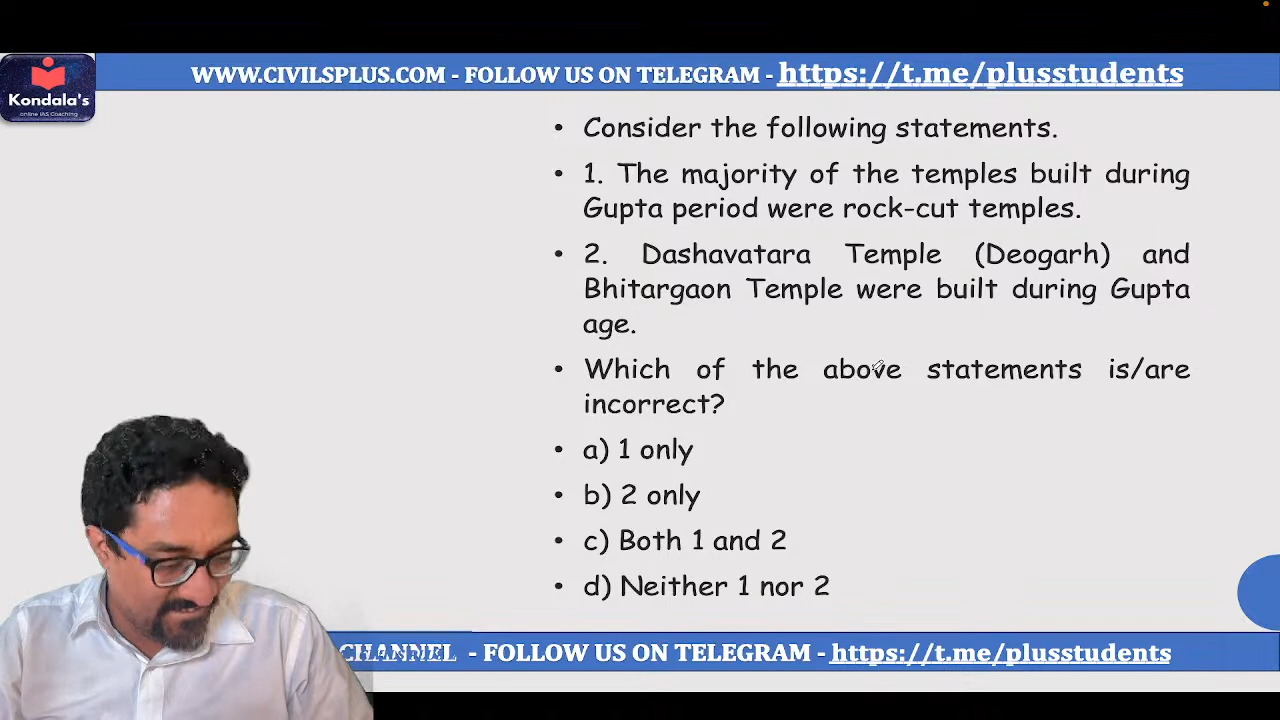 WWW.CIVILSPLUS.COM - FOLLOW US ON TELEGRAM - https://t.me/plusstudents
Kondala's
online IAS Coaching
• Consider the following statements.
• 1. The majority of the temples built during
Gupta period were rock-cut temples.
• 2. Dashavatara Temple (Deogarh) and
Bhitargaon Temple were built during Gupta
age.
• Which of the above statements is/are
incorrect?
• a) 1 only
• b) 2 only
• c) Both 1 and 2
• d) Neither 1 nor 2
CHANNEL - FOLLOW US ON TELEGRAM - https://t.me/plusstudents